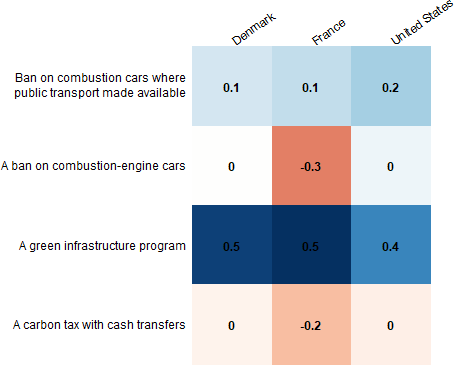 Denmark France United States
Ban on combustion cars where
public transport made available
0.1 0.1 0.2
A ban on combustion-engine cars
0 -0.3 0
A green infrastructure program
0.5 0.5 0.4
A carbon tax with cash transfers
0 -0.2 0